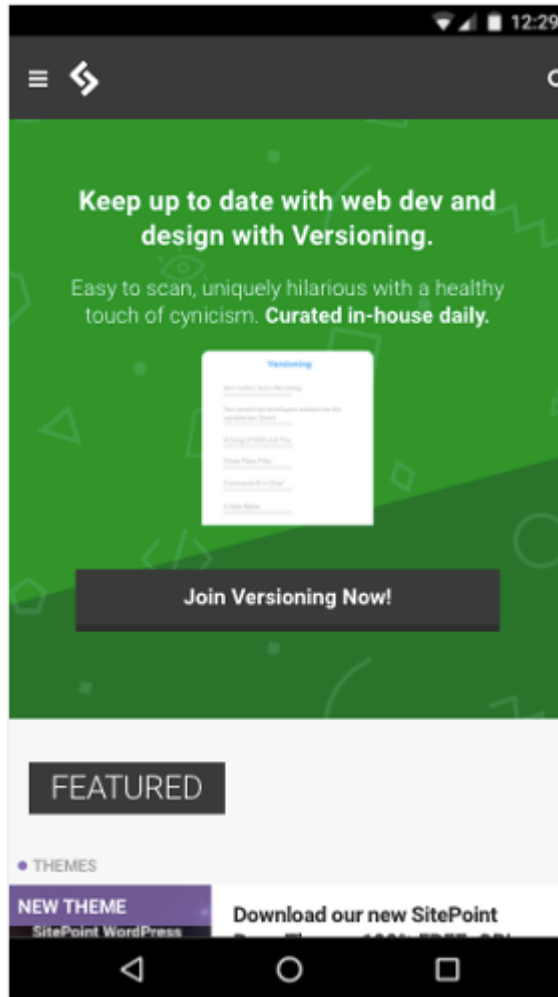 12:29
Keep up to date with web dev and
design with Versioning.
Easy to scan, uniquely hilarious with a healthy
touch of cynicism. Curated in-house daily.
Versioning
Join Versioning Now!
FEATURED
THEMES
NEW THEME
SitePoint WordPress
Download our new SitePoint